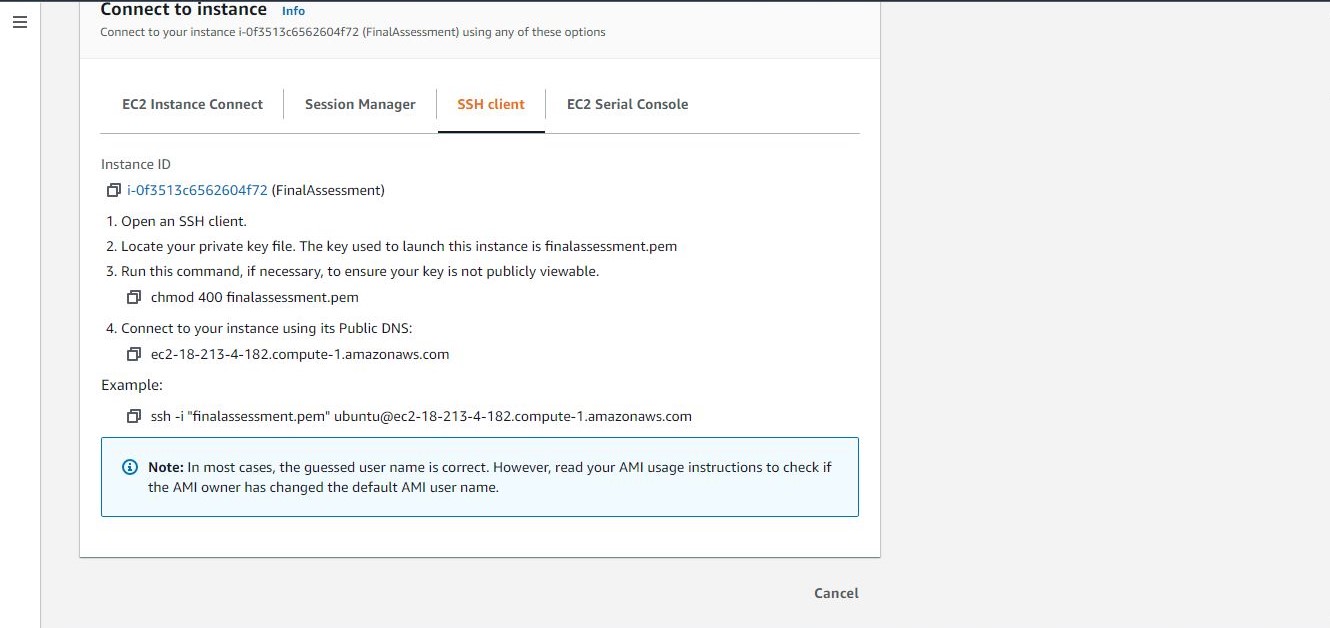 Connect to instance Info
Connect to your instance i-0f3513c6562604f72 (FinalAssessment) using any of these options
EC2 Instance Connect Session Manager SSH client EC2 Serial Console
Instance ID
i-0f3513c6562604f72 (FinalAssessment)
1. Open an SSH client.
2. Locate your private key file. The key used to launch this instance is finalassessment.pem
3. Run this command, if necessary, to ensure your key is not publicly viewable.
chmod 400 finalassessment.pem
4. Connect to your instance using its Public DNS:
ec2-18-213-4-182.compute-1.amazonaws.com
Example:
ssh -i "finalassessment.pem" ubuntu@ec2-18-213-4-182.compute-1.amazonaws.com
Note: In most cases, the guessed user name is correct. However, read your AMI usage instructions to check if
the AMI owner has changed the default AMI user name.
Cancel